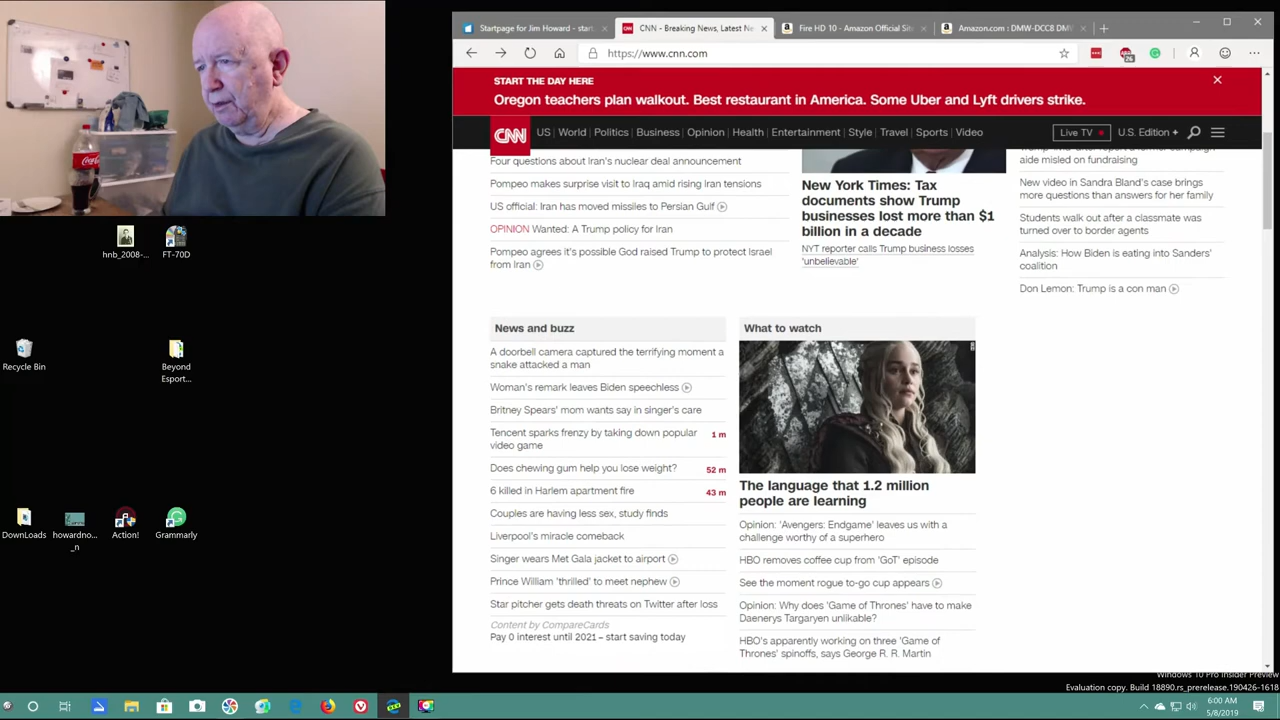 Startpage for Jim Howard - start
CNN - Breaking News, Latest Ne
Fire HD 10 - Amazon Official Sit
Amazon.com : DMW-DCC8 DMW
https://www.cnn.com
26
START THE DAY HERE
Oregon teachers plan walkout. Best restaurant in America. Some Uber and Lyft drivers strike.
CNN
US World Politics Business Opinion Health Entertainment Style Travel Sports Video
Live TV
U.S. Edition +
Four questions about Iran's nuclear deal announcement
Pompeo makes surprise visit to Iraq amid rising Iran tensions
US official: Iran has moved missiles to Persian Gulf
OPINION Wanted: A Trump policy for Iran
Pompeo agree it's possible God raised Trump to protect Israel
from Iran
New York Times: Tax
documents show Trump
businesses lost more than $1
billion in a decade
NYT reporter calls Trump business losses
'unbelievable'
aide misled on fundraising
New video in Sandra Bland's case brings
more questions than answers for her family
Students walk out after a classmate was
turned over to border agents
Analysis: How Biden is eating into Sanders'
coalition
Don Lemon: Trump is a con man
News and buzz
A doorbell camera captured the terrifying moment a
snake attacked a man
Woman's remark leaves Biden speechless
Britney Spears' mom wants say in singer's care
Tencent sparks frenzy by taking down popular
video game
1 m
Does chewing gum help you lose weight?
52 m
6 killed in Harlem apartment fire
43 m
Couples are having less sex, study finds
Liverpool's miracle comeback
Singer wears Met Gala jacket to airport
Prince William 'thrilled' to meet nephew
Star pitcher gets death threats on Twitter after loss
Content by CompareCards
Pay 0 interest until 2021 – start saving today
What to watch
The language that 1.2 million
people are learning
Opinion: 'Avengers: Endgame' leaves us with a
challenge worthy of a superhero
HBO removes coffee cup from 'GoT' episode
See the moment rogue to-go cup appears
Opinion: Why does 'Game of Thrones' have to make
Daenerys Targaryen unlikable?
HBO's apparently working on three 'Game of
Thrones' spinoffs, says George R. R. Martin
Coca-Cola
hnb_2008-...
FT-70D
Recycle Bin
Beyond
Esport...
DownLoads
howardno...
_n
Action!
Grammarly
Windows 10 Pro Insider Preview
Evaluation copy. Build 18890.rs_prerelease.190426-1618
6:00 AM
5/8/2019